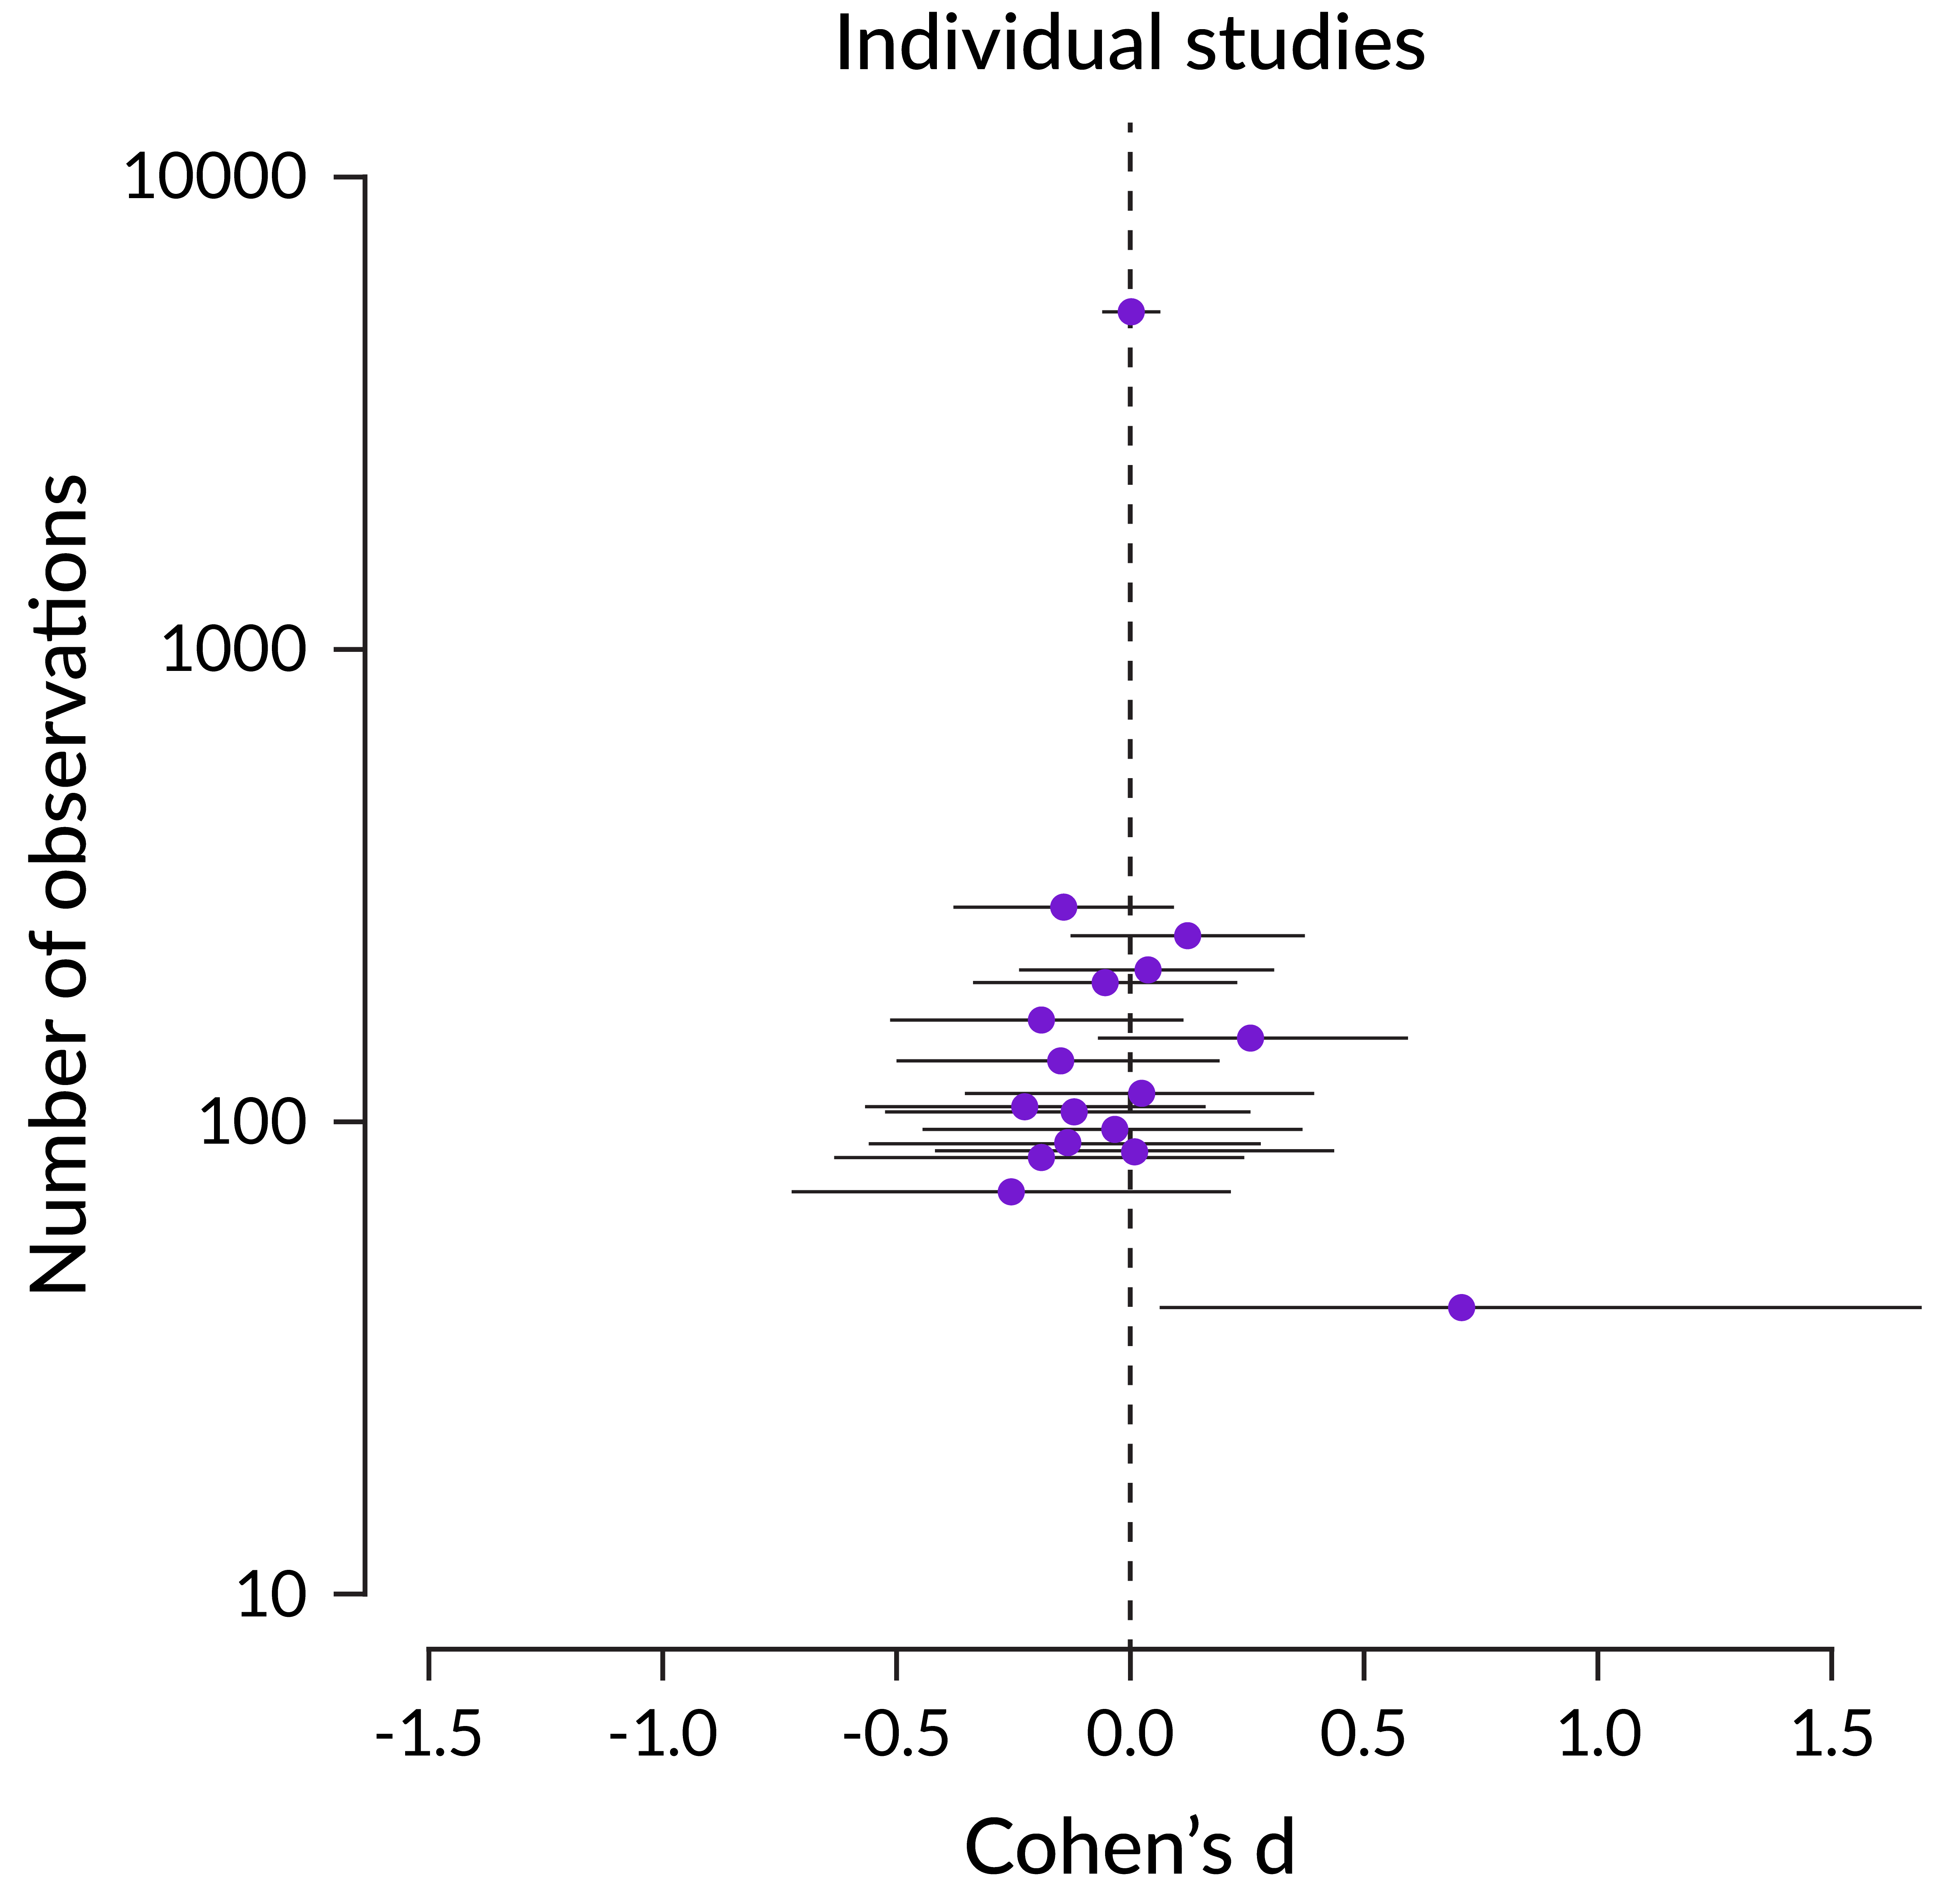 Individual studies
Number of observations
10000
1000
100
10
-1.5 -1.0 -0.5 0.0 0.5 1.0 1.5
Cohen’s d